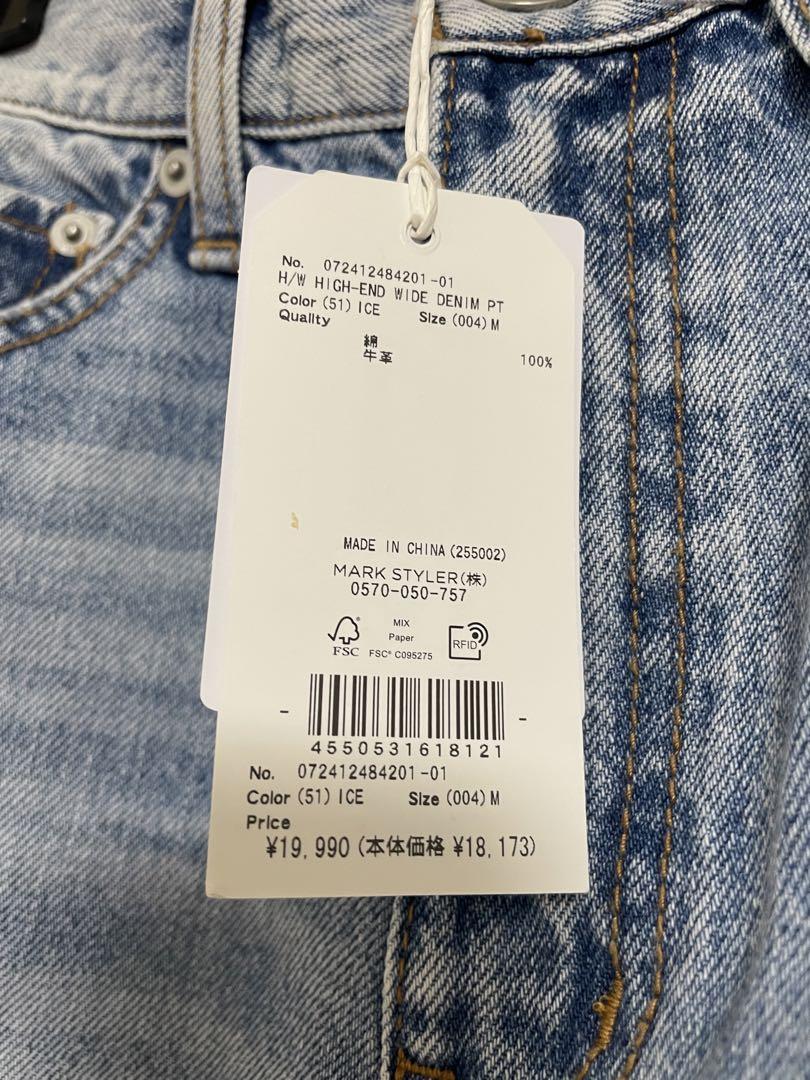 No. 072412484201-01
H/W HIGH-END WIDE DENIM PT
Color (51) ICE Size (004) M
Quality
綿
牛革 100%
MADE IN CHINA (255002)
MARK STYLER(株)
0570-050-757
FSC
MIX
Paper
FSC® C095275
RFID
4550531618121
No. 072412484201-01
Color (51) ICE Size (004) M
Price
¥19,990 (本体価格 ¥18,173)